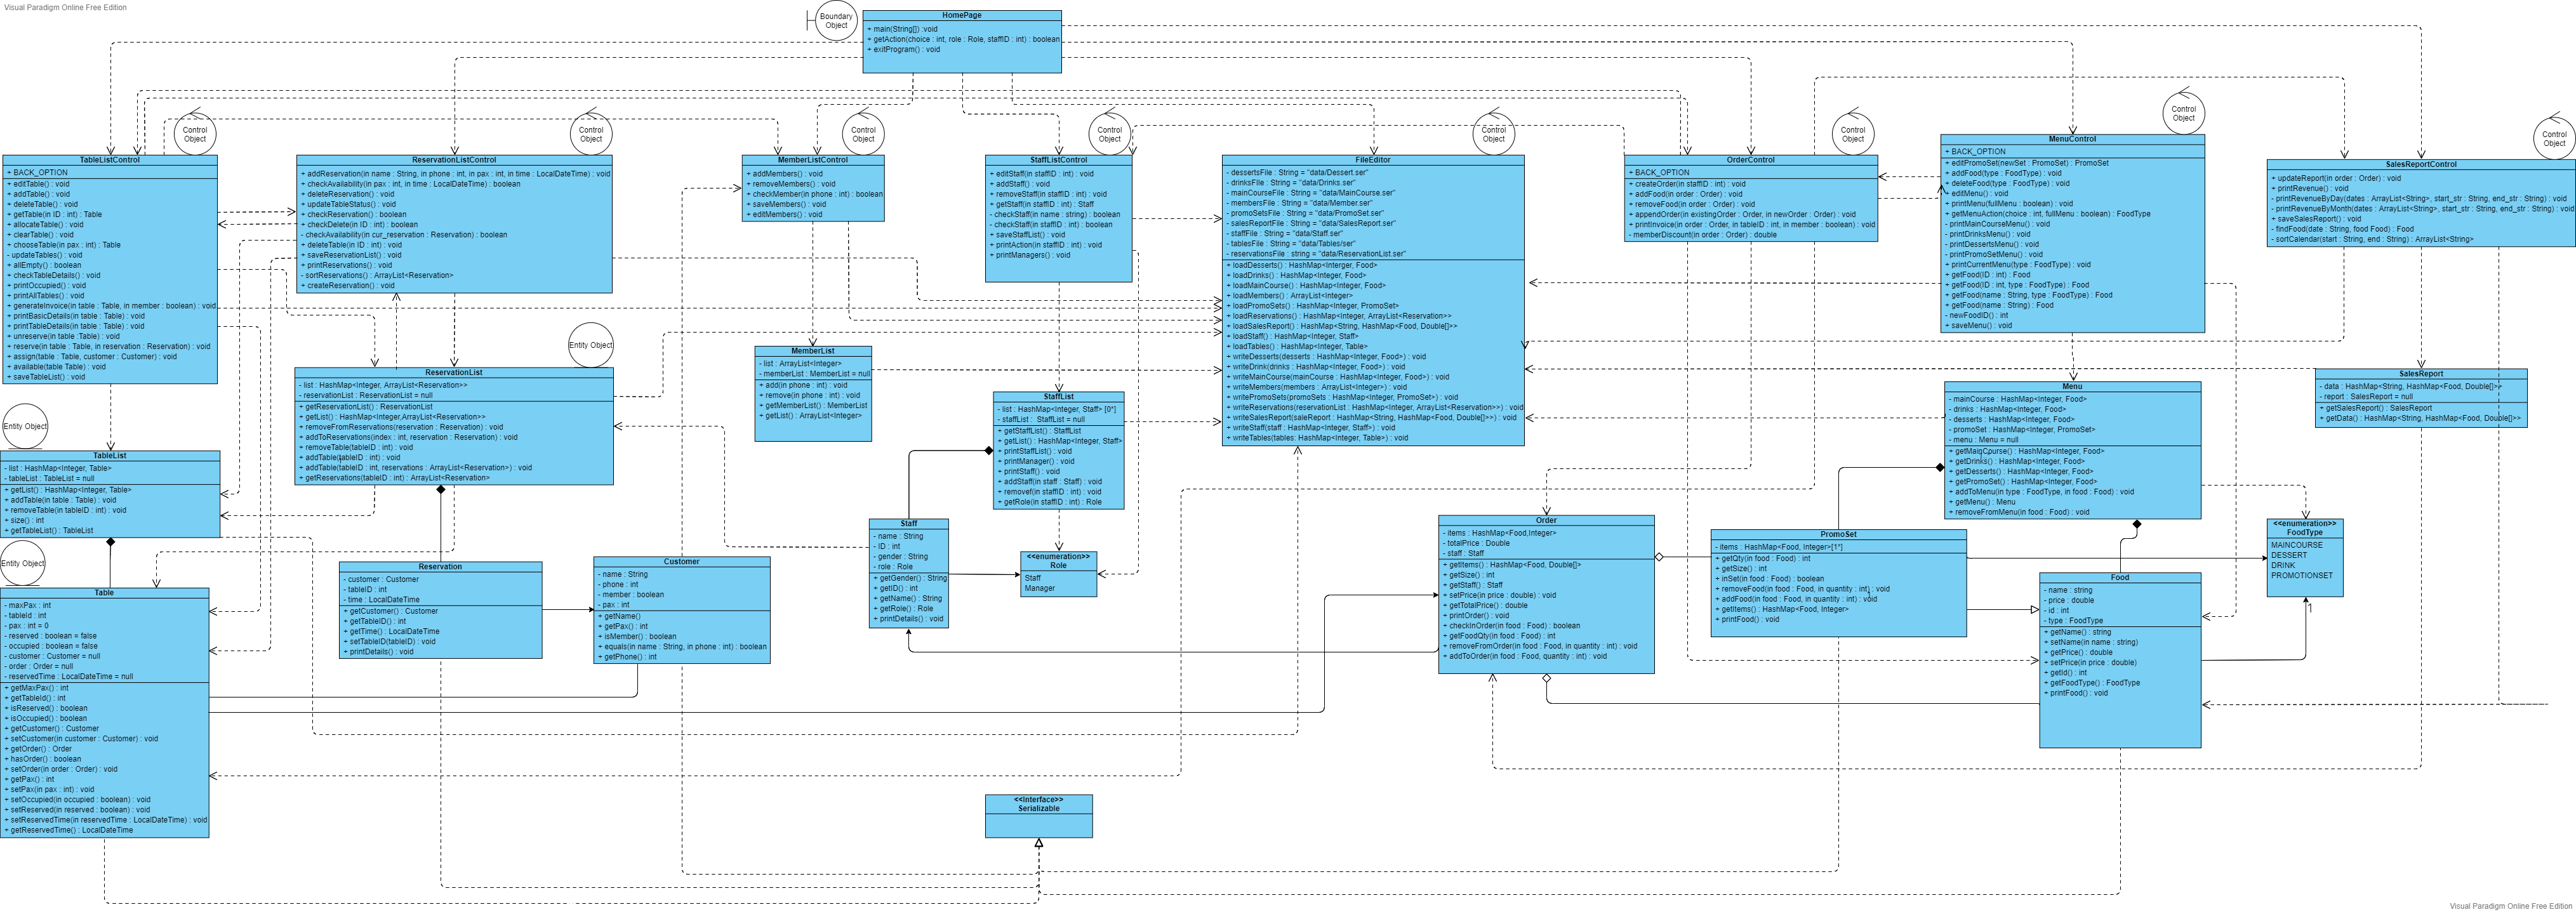 Visual Paradigm Online Free Edition
Boundary
Object
HomePage
+ main(String[]) :void
+ getAction(choice : int, role : Role, staffID : int) : boolean
+ exitProgram() : void
Control
Object
TableListControl
+ BACK_OPTION
+ editTable() : void
+ addTable() : void
+ deleteTable() : void
+ getTable(in ID : int) : Table
+ allocateTable() : void
+ clearTable() : void
+ chooseTable(in pax : int) : Table
- updateTables() : void
+ allEmpty() : boolean
+ checkTableDetails() : void
+ printOccupied() : void
+ printAllTables() : void
+ generateInvoice(in table : Table, in member : boolean) : void
+ printBasicDetails(in table : Table) : void
+ printTableDetails(in table : Table) : void
+ unreserve(in table :Table) : void
+ reserve(in table : Table, in reservation : Reservation) : void
+ assign(table : Table, customer : Customer) : void
+ available(table Table) : void
+ saveTableList() : void
Control
Object
ReservationListControl
+ addReservation(in name : String, in phone : int, in pax : int, in time : LocalDateTime) : void
+ checkAvailability(in pax : int, in time : LocalDateTime) : boolean
+ deleteReservation() : void
+ updateTableStatus() : void
+ checkReservation() : boolean
+ checkDelete(in ID : int) : boolean
- checkAvailability(in cur_reservation : Reservation) : boolean
+ deleteTable(in ID : int) : void
+ saveReservationList() : void
+ printReservations() : void
- sortReservations() : ArrayList<Reservation>
+ createReservation() : void
Control
Object
MemberListControl
+ addMembers() : void
+ removeMembers() : void
+ checkMember(in phone : int) : boolean
+ saveMembers() : void
+ editMembers() : void
Control
Object
StaffListControl
+ editStaff(in staffID : int) : void
+ addStaff() : void
+ removeStaff(in staffID : int) : void
+ getStaff(in staffID : int) : Staff
- checkStaff(in name : string) : boolean
- checkStaff(in staffID : int) : boolean
+ saveStaffList() : void
+ printAction(in staffID : int) : void
+ printManagers() : void
Control
Object
FileEditor
- dessertsFile : String = "data/Dessert.ser"
- drinksFile : String = "data/Drinks.ser"
- mainCourseFile : String = "data/MainCourse.ser"
- membersFile : String = "data/Member.ser"
- promoSetsFile : String = "data/PromoSet.ser"
- salesReportFile : String = "data/SalesReport.ser"
- staffFile : String = "data/Staff.ser"
- tablesFile : String = "data/Tables/ser"
- reservationsFile : string = "data/ReservationList.ser"
+ loadDesserts() : HashMap<Interger, Food>
+ loadDrinks() : HashMap<Integer, Food>
+ loadMainCourse() : HashMap<Integer, Food>
+ loadMembers() : ArrayList<Integer>
+ loadPromoSets() : HashMap<Integer, PromoSet>
+ loadReservations() : HashMap<Integer, ArrayList<Reservation>>
+ loadSalesReport() : HashMap<String, HashMap<Food, Double[]>>
+ loadStaff() : HashMap<Integer, Staff>
+ loadTables() : HashMap<Integer, Table>
+ writeDesserts(desserts : HashMap<Integer, Food>) : void
+ writeDrink(drinks : HashMap<Integer, Food>) : void
+ writeMainCourse(mainCourse : HashMap<Integer, Food>) : void
+ writeMembers(members : ArrayList<Integer>) : void
+ writePromoSets(promoSets : HashMap<Integer, PromoSet>) : void
+ writeReservations(reservationList : HashMap<Integer, ArrayList<Reservation>>) : void
+ writeSalesReport(saleReport : HashMap<String, HashMap<Food, Double[]>>) : void
+ writeStaff(staff : HashMap<Integer, Staff>) : void
+ writeTables(tables: HashMap<Integer, Table>) : void
Control
Object
OrderControl
+ BACK_OPTION
+ createOrder(in staffID : int) : void
+ addFood(in order : Order) : void
+ removeFood(in order : Order) : void
+ appendOrder(in existingOrder : Order, in newOrder : Order) : void
+ printInvoice(in order : Order, in tableID : int, in member : boolean) : void
- memberDiscount(in order : Order) : double
Control
Object
MenuControl
+ BACK_OPTION
+ editPromoSet(newSet : PromoSet) : PromoSet
+ addFood(type : FoodType) : void
+ deleteFood(type : FoodType) : void
+ editMenu() : void
+ printMenu(fullMenu : boolean) : void
+ getMenuAction(choice : int, fullMenu : boolean) : FoodType
- printMainCourseMenu() : void
- printDrinksMenu() : void
- printDessertsMenu() : void
- printPromoSetMenu() : void
+ printCurrentMenu(type : FoodType) : void
+ getFood(ID : int) : Food
+ getFood(ID : int, type : FoodType) : Food
+ getFood(name : String, type : FoodType) : Food
+ getFood(name : String) : Food
- newFoodID() : int
+ saveMenu() : void
Control
Object
SalesReportControl
+ updateReport(in order : Order) : void
+ printRevenue() : void
- printRevenueByDay(dates : ArrayList<String>, start_str : String, end_str : String) : void
- printRevenueByMonth(dates : ArrayList<String>, start_str : String, end_str : String) : void
+ saveSalesReport() : void
- findFood(date : String, food Food) : Food
- sortCalendar(start : String, end : String) : ArrayList<String>
Entity Object
ReservationList
- list : HashMap<Integer, ArrayList<Reservation>>
- reservationList : ReservationList = null
+ getReservationList() : ReservationList
+ getList() : HashMap<Integer,ArrayList<Reservation>>
+ removeFromReservations(reservation : Reservation) : void
+ addToReservations(index : int, reservation : Reservation) : void
+ removeTable(tableID : int) : void
+ addTable(tableID : int) : void
+ addTable(tableID : int, reservations : ArrayList<Reservation>) : void
+ getReservations(tableID : int) : ArrayList<Reservation>
MemberList
- list : ArrayList<Integer>
- memberList : MemberList = null
+ add(in phone : int) : void
+ remove(in phone : int) : void
+ getMemberList() : MemberList
+ getList() : ArrayList<Integer>
StaffList
- list : HashMap<Integer, Staff> [0*]
- staffList : StaffList = null
+ getStaffList() : StaffList
+ getList() : HashMap<Integer, Staff>
+ printStaffList() : void
+ printManager() : void
+ printStaff() : void
+ addStaff(in staff : Staff) : void
+ removef(in staffID : int) : void
+ getRole(in staffID : int) : Role
Menu
- mainCourse : HashMap<Integer, Food>
- drinks : HashMap<Integer, Food>
- desserts : HashMap<Integer, Food>
- promoSet : HashMap<Integer, PromoSet>
- menu : Menu = null
+ getMainCpurse() : HashMap<Integer, Food>
+ getDrinks() : HashMap<Integer, Food>
+ getDesserts() : HashMap<Integer, Food>
+ getPromoSet() : HashMap<Integer, Food>
+ addToMenu(in type : FoodType, in food : Food) : void
+ getMenu() : Menu
+ removeFromMenu(in food : Food) : void
SalesReport
- data : HashMap<String, HashMap<Food, Double[]>>
- report : SalesReport = null
+ getSalesReport() : SalesReport
+ getData() : HashMap<String, HashMap<Food, Double[]>>
Entity Object
TableList
- list : HashMap<Integer, Table>
- tableList : TableList = null
+ getList() : HashMap<Integer, Table>
+ addTable(in table : Table) : void
+ removeTable(in tableID : int) : void
+ size() : int
+ getTableList() : TableList
Entity Object
Table
- maxPax : int
- tableId : int
- pax : int = 0
- reserved : boolean = false
- occupied : boolean = false
- customer : Customer = null
- order : Order = null
- reservedTime : LocalDateTime = null
+ getMaxPax() : int
+ getTableId() : int
+ isReserved() : boolean
+ isOccupied() : boolean
+ getCustomer() : Customer
+ setCustomer(in customer : Customer) : void
+ getOrder() : Order
+ hasOrder() : boolean
+ setOrder(in order : Order) : void
+ getPax() : int
+ setPax(in pax : int) : void
+ setOccupied(in occupied : boolean) : void
+ setReserved(in reserved : boolean) : void
+ setReservedTime(in reservedTime : LocalDateTime) : void
+ getReservedTime() : LocalDateTime
Reservation
- customer : Customer
- tableID : int
- time : LocalDateTime
+ getCustomer() : Customer
+ getTableID() : int
+ getTime() : LocalDateTime
+ setTableID(tableID) : void
+ printDetails() : void
Customer
- name : String
- phone : int
- member : boolean
- pax : int
+ getName()
+ getPax() : int
+ isMember() : boolean
+ equals(in name : String, in phone : int) : boolean
+ getPhone() : int
Staff
- name : String
- ID : int
- gender : String
- role : Role
+ getGender() : String
+ getID() : int
+ getName() : String
+ getRole() : Role
+ printDetails() : void
<<enumeration>>
Role
Staff
Manager
Order
- items : HashMap<Food,Integer>
- totalPrice : Double
- staff : Staff
+ getItems() : HashMap<Food, Double[]>
+ getSize() : int
+ getStaff() : Staff
+ setPrice(in price : double) : void
+ getTotalPrice() : double
+ printOrder() : void
+ checkInOrder(in food : Food) : boolean
+ getFoodQty(in food : Food) : int
+ removeFromOrder(in food : Food, in quantity : int) : void
+ addToOrder(in food : Food, quantity : int) : void
PromoSet
- items : HashMap<Food, Integer>[1*]
+ getQty(in food : Food) : int
+ getSize() : int
+ inSet(in food : Food) : boolean
+ removeFood(in food : Food, in quantity : int) : void
+ addFood(in food : Food, in quantity : int) : void
+ getItems() : HashMap<Food, Integer>
+ printFood() : void
Food
- name : string
- price : double
- id : int
- type : FoodType
+ getName() : string
+ setName(in name : string)
+ getPrice() : double
+ setPrice(in price : double)
+ getId() : int
+ getFoodType() : FoodType
+ printFood() : void
<<enumeration>>
FoodType
MAINCOURSE
DESSERT
DRINK
PROMOTIONSET
1
<<Interface>>
Serializable
Visual Paradigm Online Free Edition